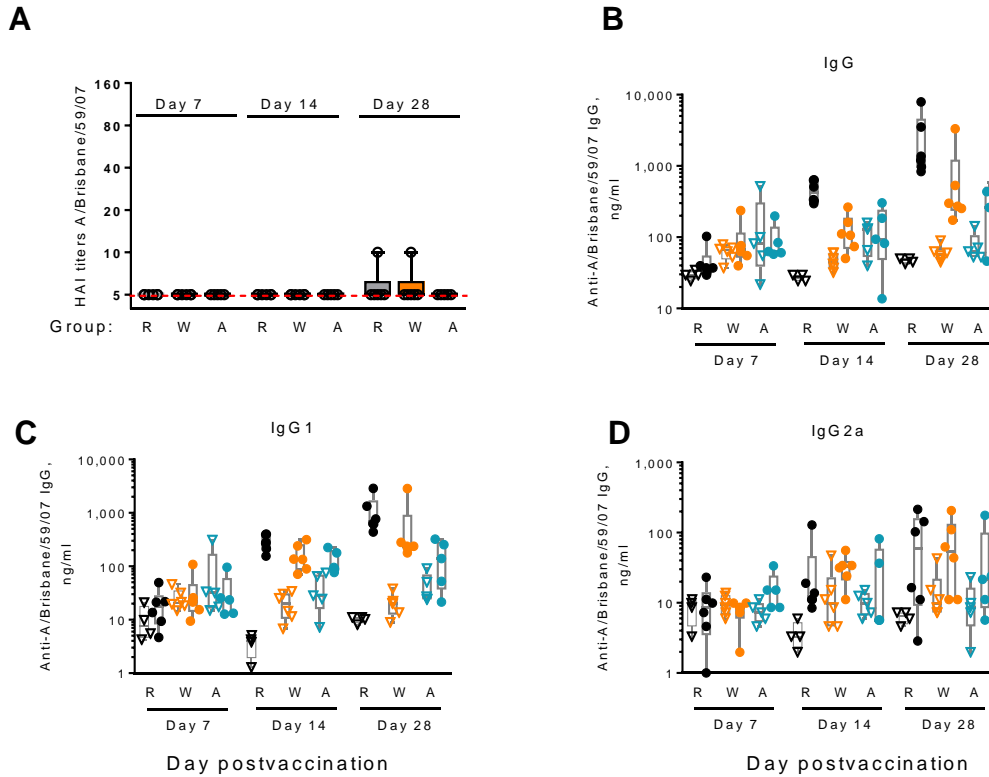 A
HAI titers A/Brisbane/59/07
160
80
40
20
10
5
Day 7 Day 14 Day 28
Group: R W A R W A R W A
B
IgG
Anti-A/Brisbane/59/07 IgG,
ng/ml
10,000
1,000
100
10
R W A R W A R W A
Day 7 Day 14 Day 28
C
IgG1
Anti-A/Brisbane/59/07 IgG,
ng/ml
10,000
1,000
100
10
1
R W A R W A R W A
Day 7 Day 14 Day 28
Day postvaccination
D
IgG2a
Anti-A/Brisbane/59/07 IgG,
ng/ml
1,000
100
10
1
R W A R W A R W A
Day 7 Day 14 Day 28
Day postvaccination